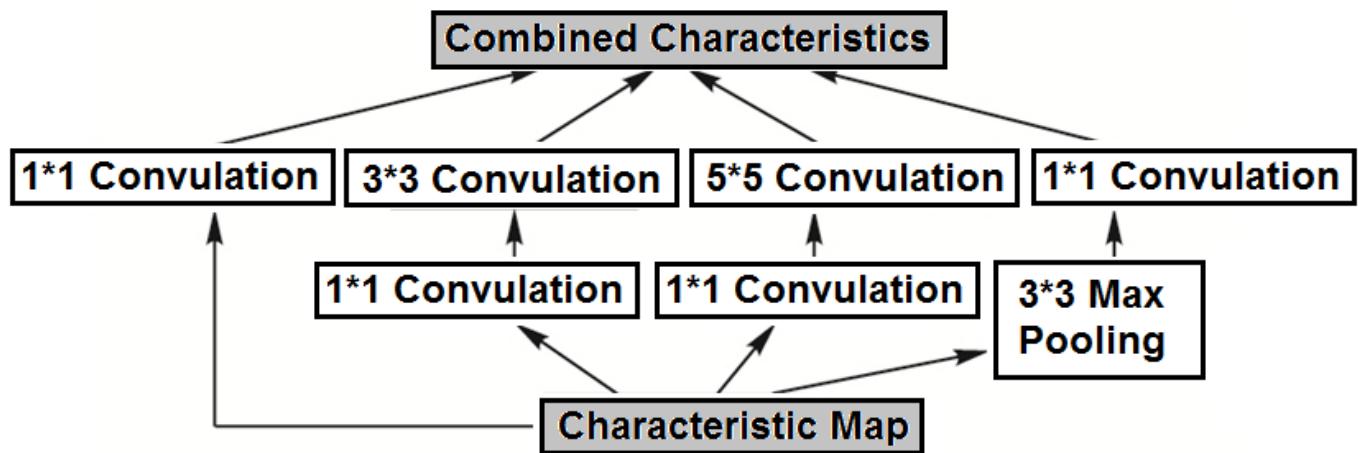 Combined Characteristics
1*1 Convulation
3*3 Convulation
5*5 Convulation
1*1 Convulation
1*1 Convulation
1*1 Convulation
3*3 Max
Pooling
Characteristic Map